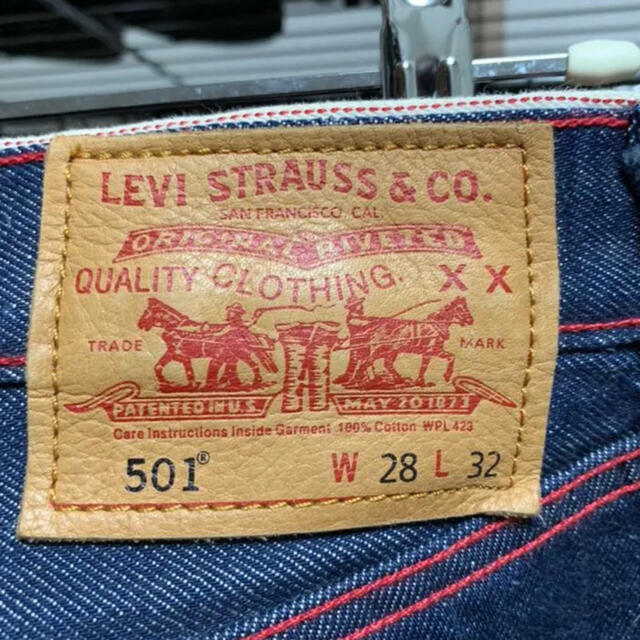 LEVI STRAUSS & CO.
SAN FRANCISCO CAL.
ORIGINAL RIVETED
QUALITY CLOTHING. X X
TRADE MARK
PATENTED IN U.S. MAY 20 1873
Care Instructions Inside Garment 100% Cotton WPL 423
501® W 28 L 32